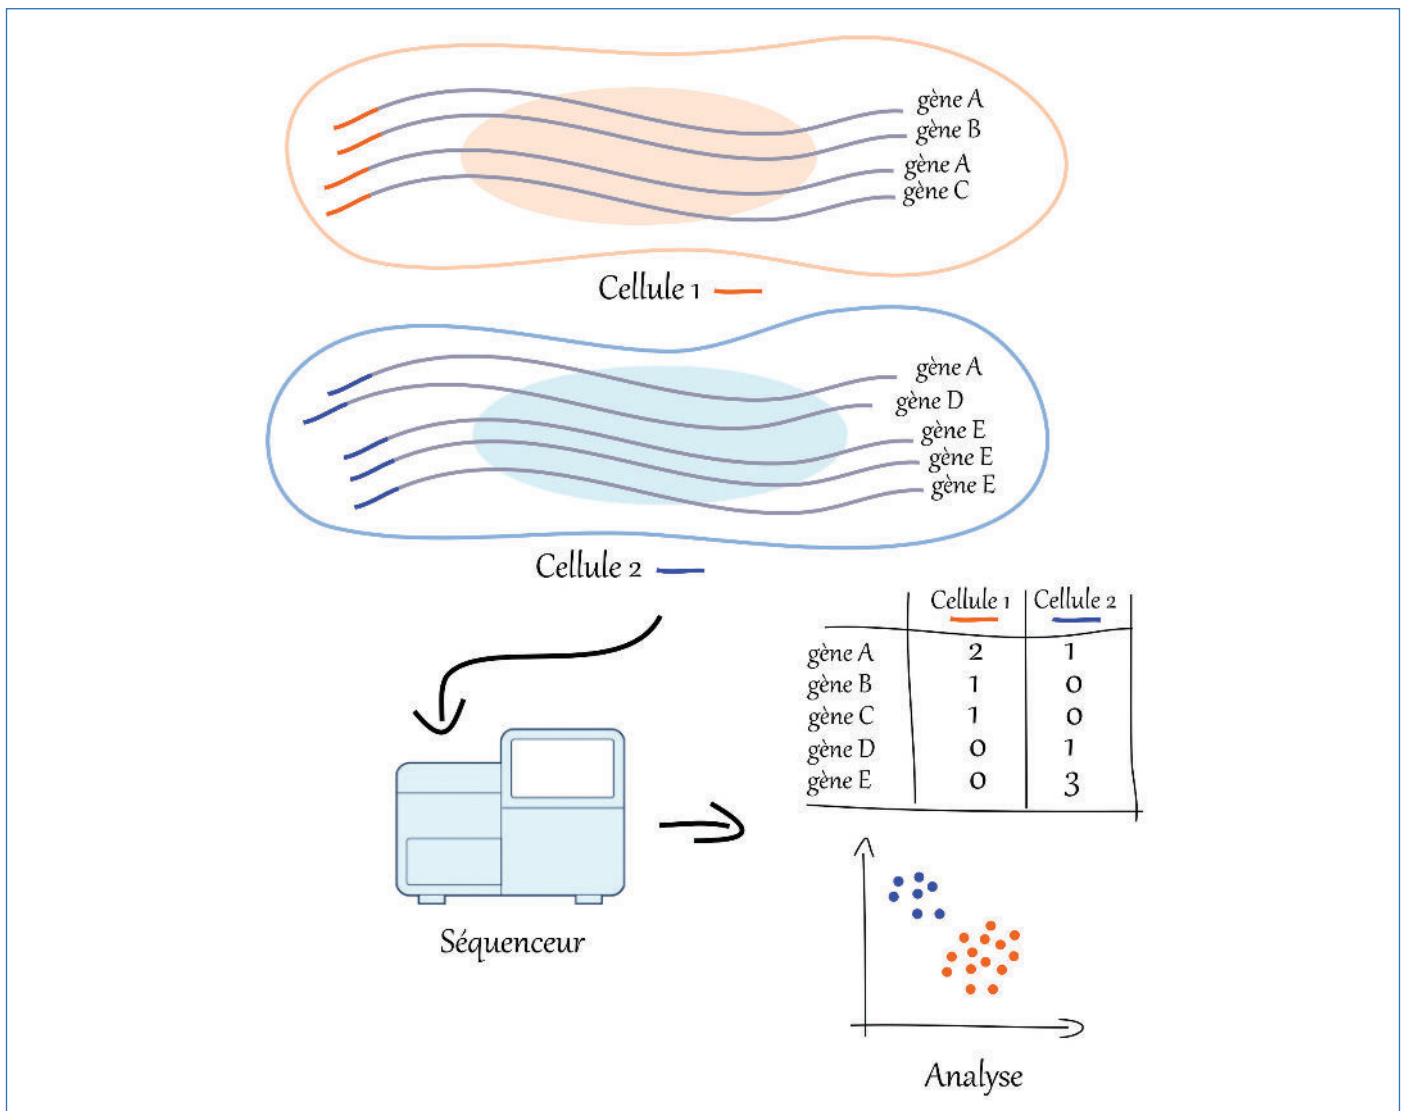 gène A
gène B
gène A
gène C
Cellule 1
gène A
gène D
gène E
gène E
gène E
Cellule 2
Cellule 1 Cellule 2
gène A 2 1
gène B 1 0
gène C 1 0
gène D 0 1
gène E 0 3
Séquenceur
Analyse